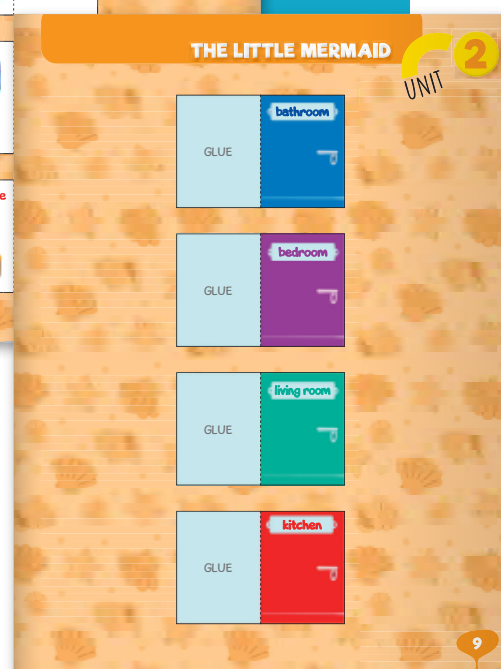 THE LITTLE MERMAID
UNIT 2
bathroom
GLUE
bedroom
GLUE
living room
GLUE
kitchen
GLUE
9